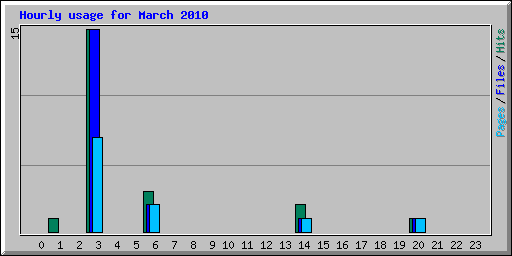 Hourly usage for March 2010
15
Pages/Files/Hits
0 1 2 3 4 5 6 7 8 9 10 11 12 13 14 15 16 17 18 19 20 21 22 23